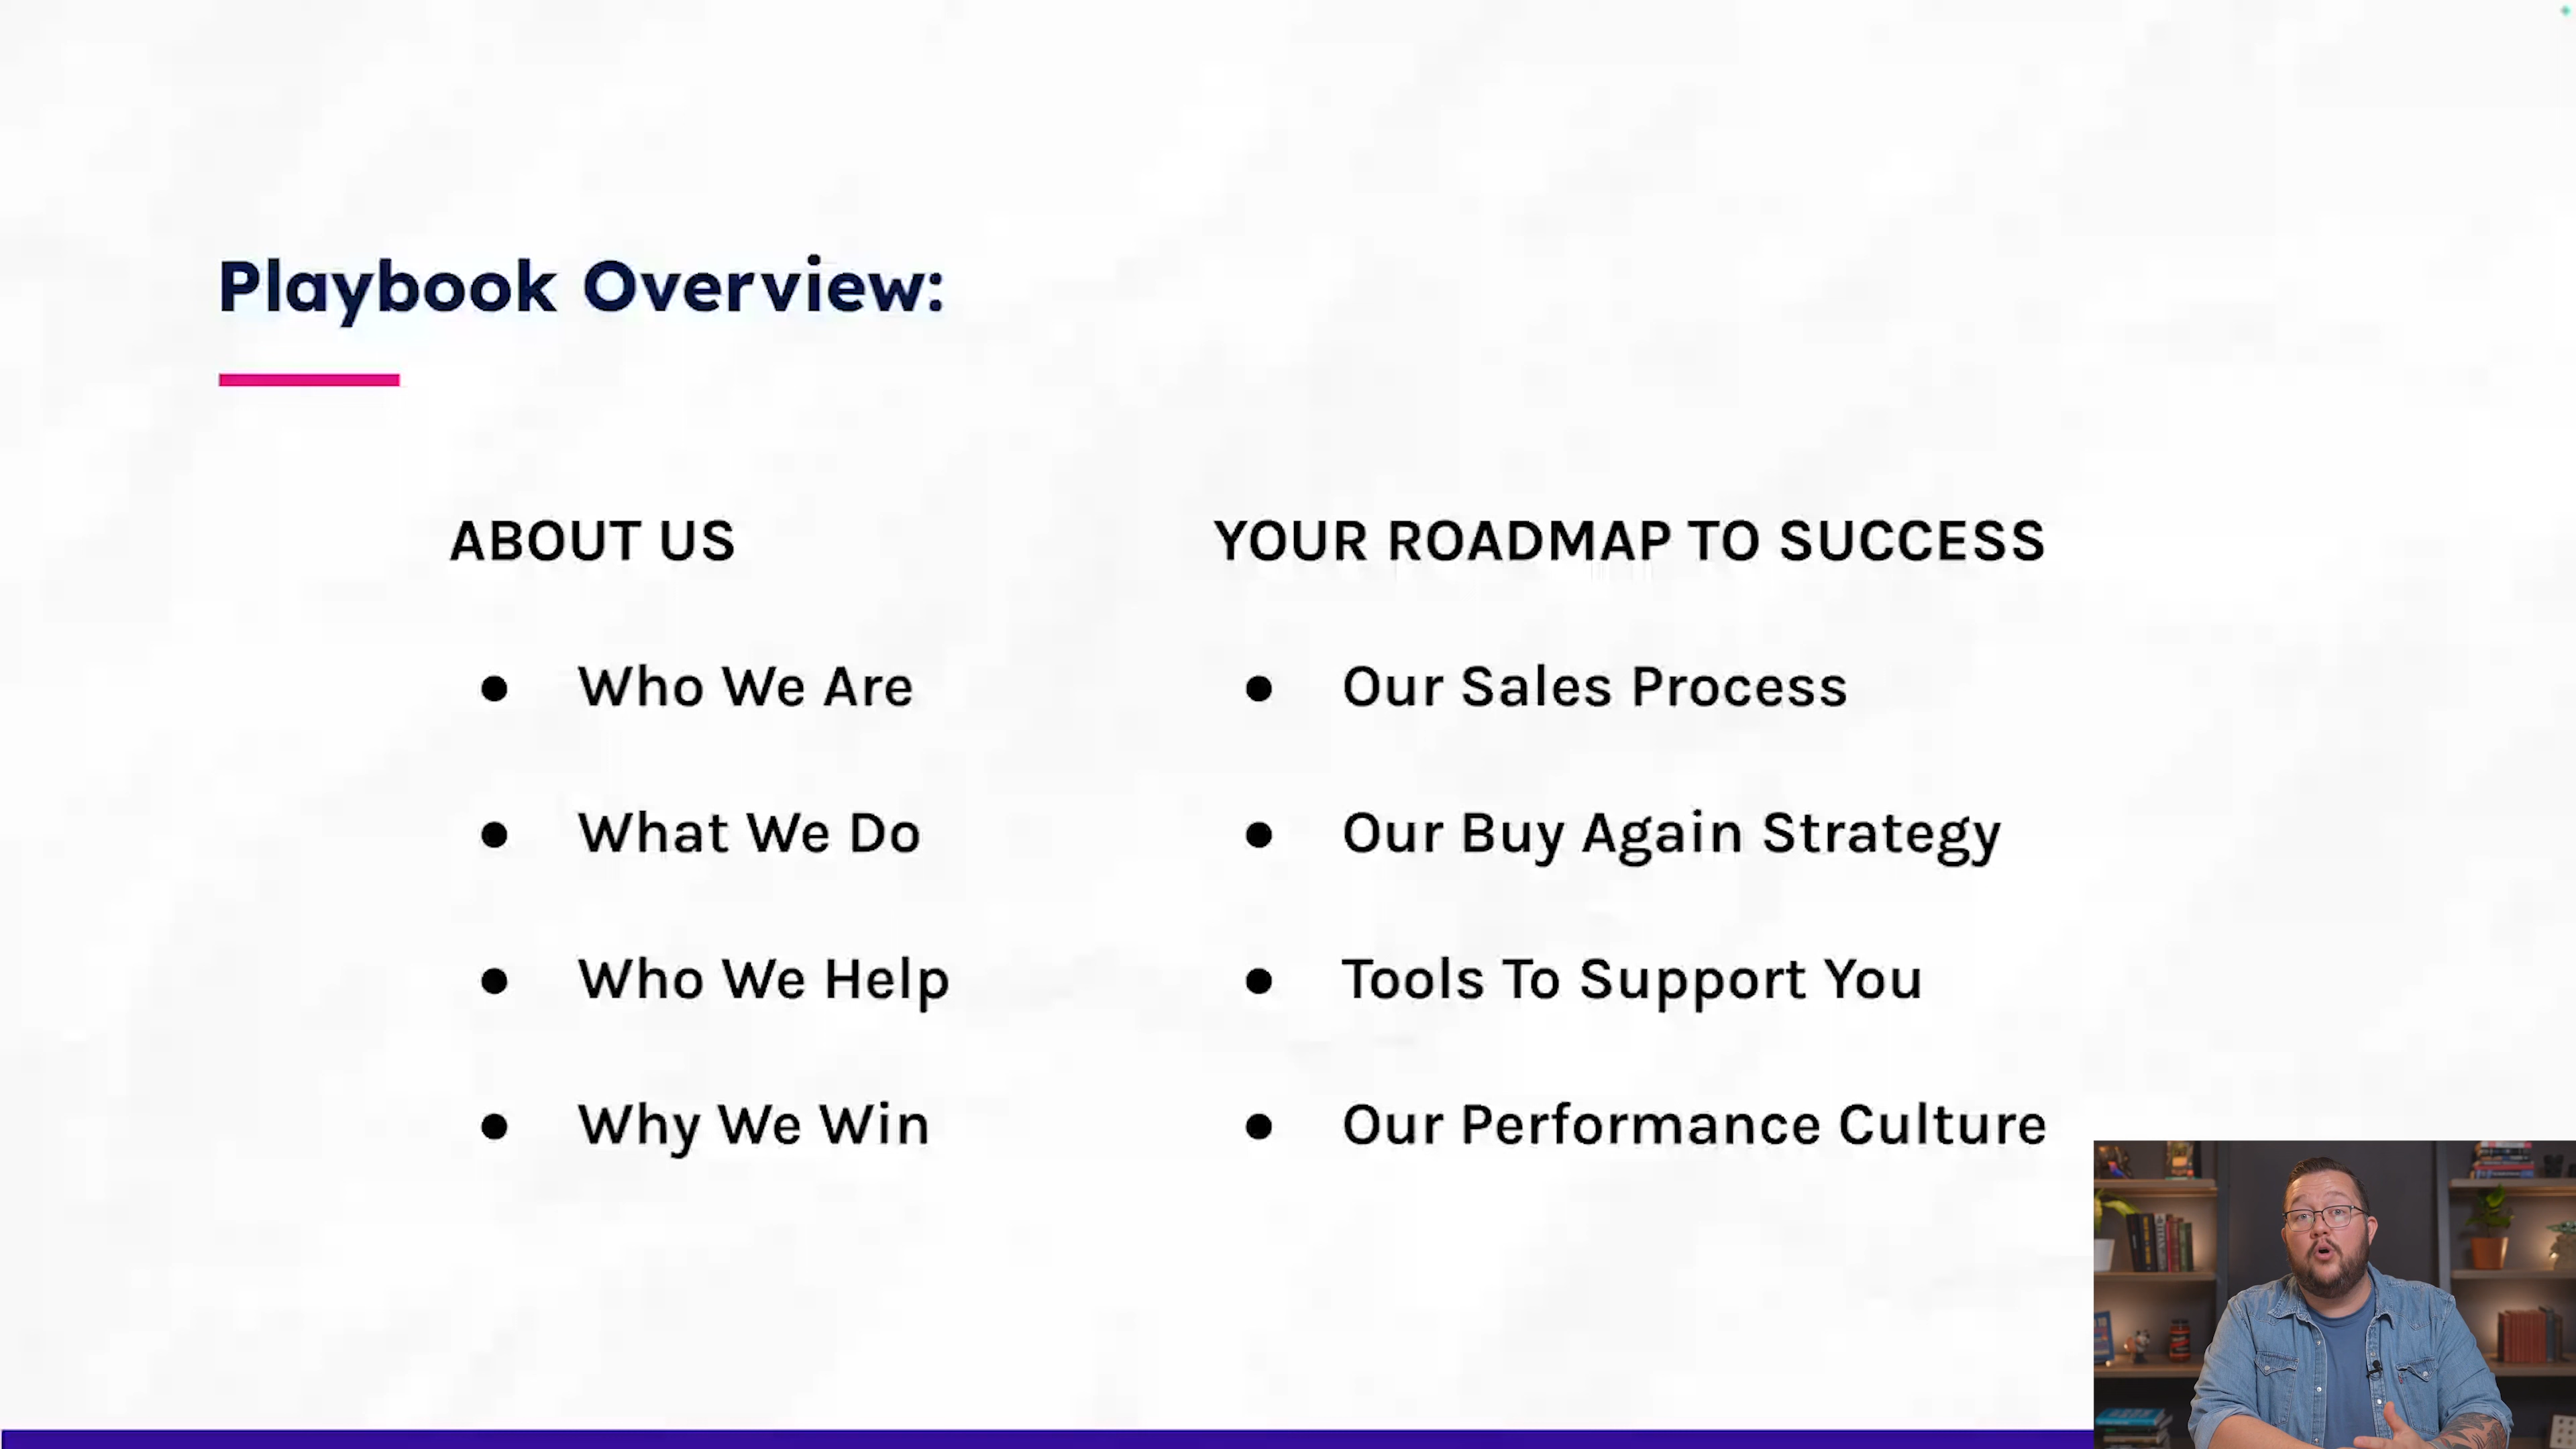 Playbook Overview:
ABOUT US
Who We Are
What We Do
Who We Help
Why We Win
YOUR ROADMAP TO SUCCESS
Our Sales Process
Our Buy Again Strategy
Tools To Support You
Our Performance Culture